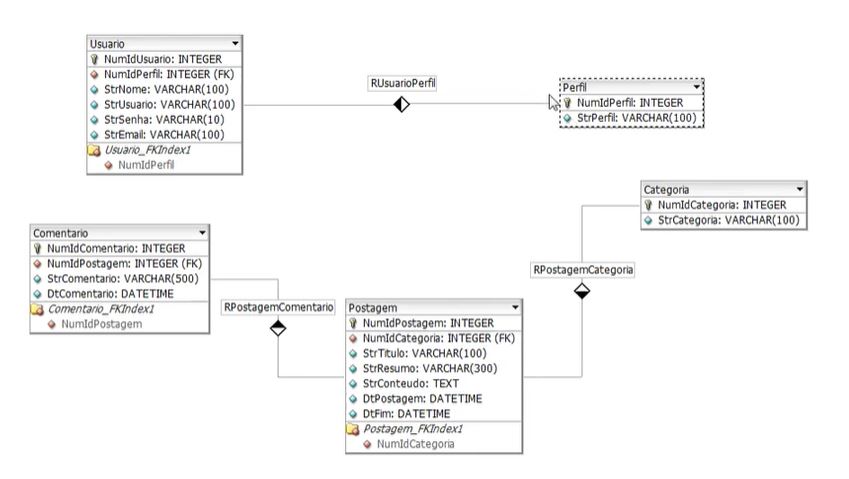 Usuario
NumIdUsuario: INTEGER
NumIdPerfil: INTEGER (FK)
StrNome: VARCHAR(100)
StrUsuario: VARCHAR(100)
StrSenha: VARCHAR(10)
StrEmail: VARCHAR(100)
Usuario_FKIndex1
NumIdPerfil
RUsuarioPerfil
Perfil
NumIdPerfil: INTEGER
StrPerfil: VARCHAR(100)
Categoria
NumIdCategoria: INTEGER
StrCategoria: VARCHAR(100)
Comentario
NumIdComentario: INTEGER
NumIdPostagem: INTEGER (FK)
StrComentario: VARCHAR(500)
DtComentario: DATETIME
Comentario_FKIndex1
NumIdPostagem
RPostagemComentario
RPostagemCategoria
Postagem
NumIdPostagem: INTEGER
NumIdCategoria: INTEGER (FK)
StrTitulo: VARCHAR(100)
StrResumo: VARCHAR(300)
StrConteudo: TEXT
DtPostagem: DATETIME
DtFim: DATETIME
Postagem_FKIndex1
NumIdCategoria